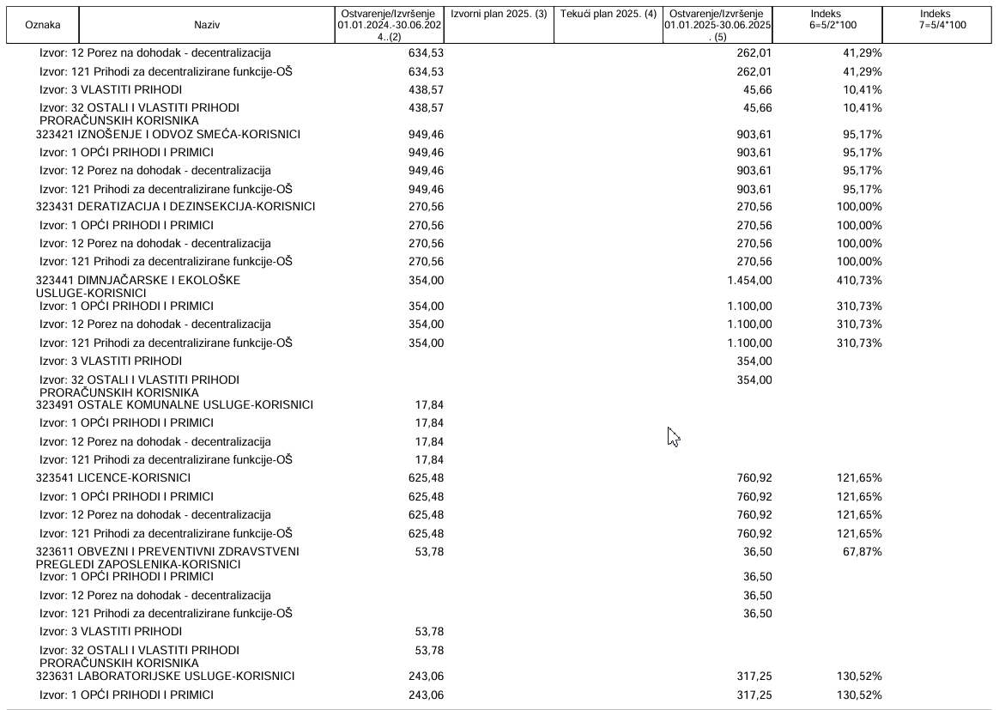 Oznaka Naziv Ostvarenje/Izvršenje 01.01.2024.-30.06.202 4..(2) Izvorni plan 2025. (3) Tekući plan 2025. (4) Ostvarenje/Izvršenje 01.01.2025-30.06.2025 . (5) Indeks 6=5/2*100 Indeks 7=5/4*100
Izvor: 12 Porez na dohodak - decentralizacija 634,53 262,01 41,29%
Izvor: 121 Prihodi za decentralizirane funkcije-OŠ 634,53 262,01 41,29%
Izvor: 3 VLASTITI PRIHODI 438,57 45,66 10,41%
Izvor: 32 OSTALI I VLASTITI PRIHODI 438,57 45,66 10,41%
PRORAČUNSKIH KORISNIKA
323421 IZNOŠENJE I ODVOZ SMEĆA-KORISNICI 949,46 903,61 95,17%
Izvor: 1 OPĆI PRIHODI I PRIMICI 949,46 903,61 95,17%
Izvor: 12 Porez na dohodak - decentralizacija 949,46 903,61 95,17%
Izvor: 121 Prihodi za decentralizirane funkcije-OŠ 949,46 903,61 95,17%
323431 DERATIZACIJA I DEZINSEKCIJA-KORISNICI 270,56 270,56 100,00%
Izvor: 1 OPĆI PRIHODI I PRIMICI 270,56 270,56 100,00%
Izvor: 12 Porez na dohodak - decentralizacija 270,56 270,56 100,00%
Izvor: 121 Prihodi za decentralizirane funkcije-OŠ 270,56 270,56 100,00%
323441 DIMNJAČARSKE I EKOLOŠKE 354,00 1.454,00 410,73%
USLUGE-KORISNICI
Izvor: 1 OPĆI PRIHODI I PRIMICI 354,00 1.100,00 310,73%
Izvor: 12 Porez na dohodak - decentralizacija 354,00 1.100,00 310,73%
Izvor: 121 Prihodi za decentralizirane funkcije-OŠ 354,00 1.100,00 310,73%
Izvor: 3 VLASTITI PRIHODI 354,00
Izvor: 32 OSTALI I VLASTITI PRIHODI 354,00
PRORAČUNSKIH KORISNIKA
323491 OSTALE KOMUNALNE USLUGE-KORISNICI 17,84
Izvor: 1 OPĆI PRIHODI I PRIMICI 17,84
Izvor: 12 Porez na dohodak - decentralizacija 17,84
Izvor: 121 Prihodi za decentralizirane funkcije-OŠ 17,84
323541 LICENCE-KORISNICI 625,48 760,92 121,65%
Izvor: 1 OPĆI PRIHODI I PRIMICI 625,48 760,92 121,65%
Izvor: 12 Porez na dohodak - decentralizacija 625,48 760,92 121,65%
Izvor: 121 Prihodi za decentralizirane funkcije-OŠ 625,48 760,92 121,65%
323611 OBVEZNI I PREVENTIVNI ZDRAVSTVENI 53,78 36,50 67,87%
PREGLEDI ZAPOSLENIKA-KORISNICI
Izvor: 1 OPĆI PRIHODI I PRIMICI 36,50
Izvor: 12 Porez na dohodak - decentralizacija 36,50
Izvor: 121 Prihodi za decentralizirane funkcije-OŠ 36,50
Izvor: 3 VLASTITI PRIHODI 53,78
Izvor: 32 OSTALI I VLASTITI PRIHODI 53,78
PRORAČUNSKIH KORISNIKA
323631 LABORATORIJSKE USLUGE-KORISNICI 243,06 317,25 130,52%
Izvor: 1 OPĆI PRIHODI I PRIMICI 243,06 317,25 130,52%